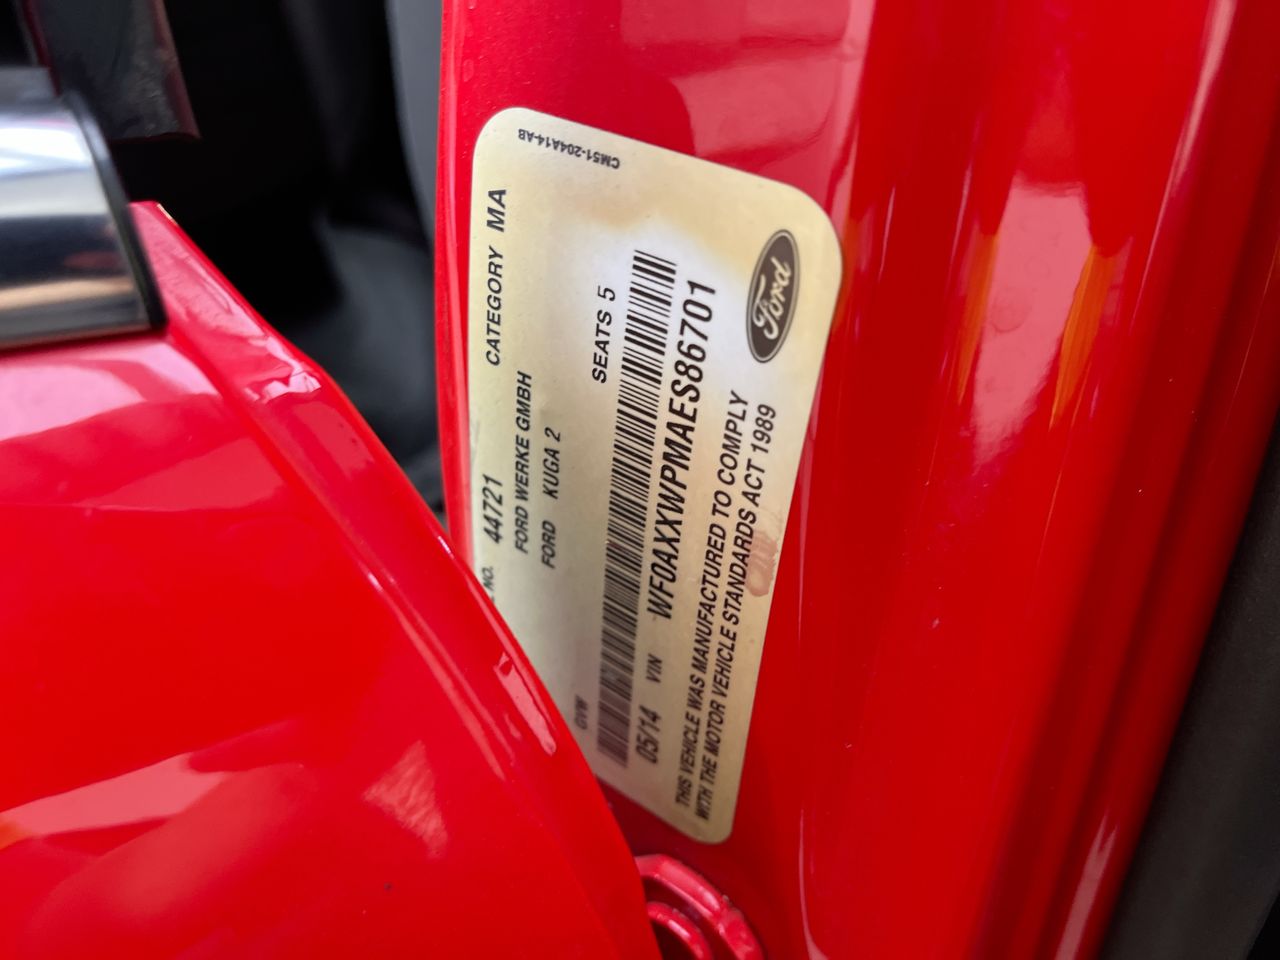 CM51-204A14-AB
NO. 44721 CATEGORY MA
FORD WERKE GMBH
FORD KUGA 2
GVW SEATS 5
05/14 VIN WF0AXXWPMAES86701
THIS VEHICLE WAS MANUFACTURED TO COMPLY
WITH THE MOTOR VEHICLE STANDARDS ACT 1989
Ford